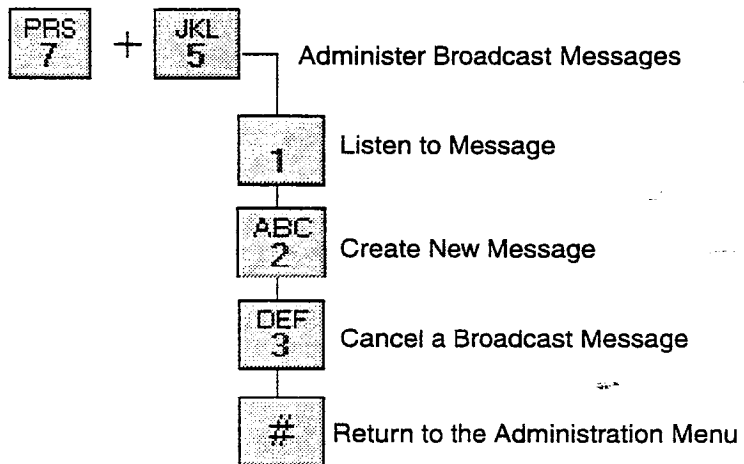 PRS JKL
7 + 5 Administer Broadcast Messages
1 Listen to Message
ABC
2 Create New Message
DEF
3 Cancel a Broadcast Message
# Return to the Administration Menu